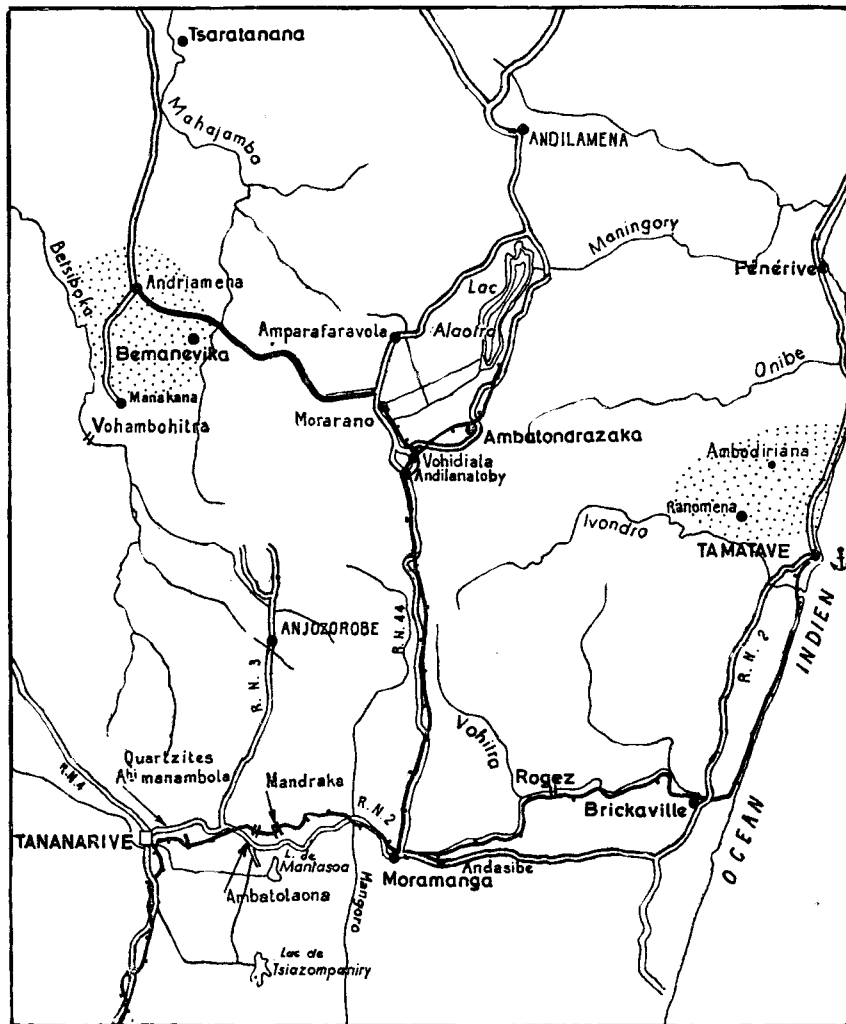 Tsaratanana
Mahajamba
ANDILAMENA
Maningory
Betsiboka
Andriamena
Fénérive
Lac
Alaotra
Amparafaravola
Bemanevika
Onibe
Manakana
Vohambohitra
Morarano
Ambatondrazaka
Vohidiala
Andilanatoby
Ambodiriana
Ranomena
Ivondro
TAMATAVE
R.N. 44
ANJOZOROBE
R. N. 3
R. N. 2
INDIEN
Vohitra
Quartzites
Ahi manambola
R.N.4
Mandraka
R.N.2
Rogez
Brickaville
TANANARIVE
L. de
Mantasoa
Ambatolaona
Andasibe
Moramanga
OCEAN
Mangoro
Lac de
Tsiazompaniry